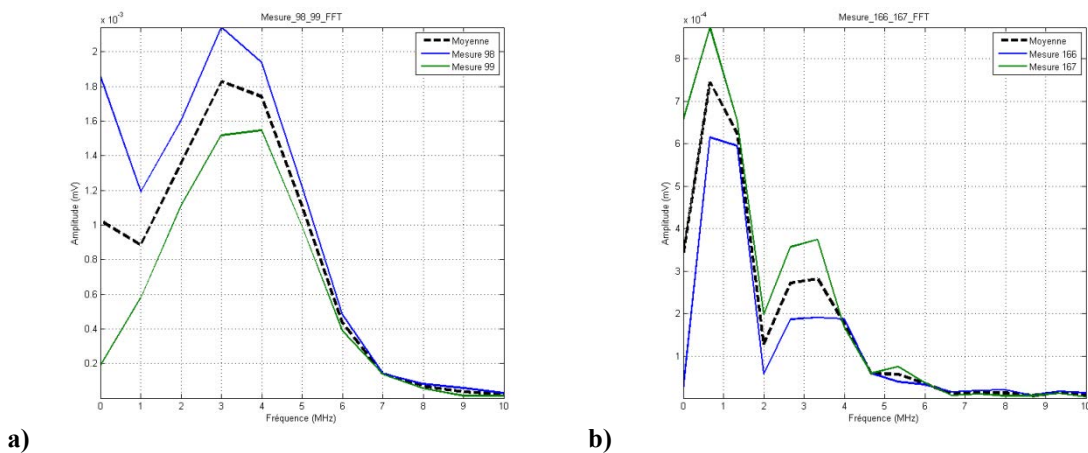 x 10⁻³
Mesure_98_99_FFT
Moyenne
Mesure 98
Mesure 99
Amplitude (mV)
2
1.8
1.6
1.4
1.2
1
0.8
0.6
0.4
0.2
0 1 2 3 4 5 6 7 8 9 10
Fréquence (MHz)
a)
x 10⁻⁴
Mesure_166_167_FFT
Moyenne
Mesure 166
Mesure 167
Amplitude (mV)
8
7
6
5
4
3
2
1
0 1 2 3 4 5 6 7 8 9 10
Fréquence (MHz)
b)